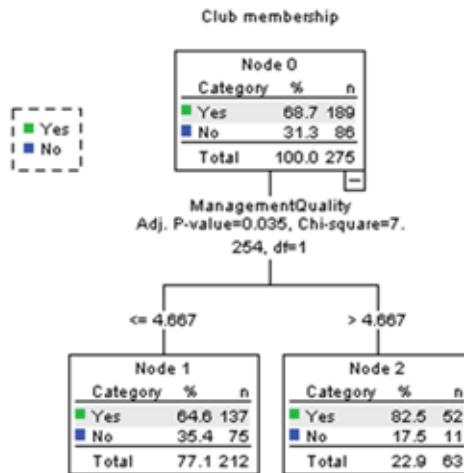 Club membership
Node 0
Category % n
Yes 68.7 189
No 31.3 86
Total 100.0 275
Yes
No
ManagementQuality
Adj. P-value=0.035, Chi-square=7.
254, df=1
<= 4.667
> 4.667
Node 1
Category % n
Yes 64.6 137
No 35.4 75
Total 77.1 212
Node 2
Category % n
Yes 82.5 52
No 17.5 11
Total 22.9 63